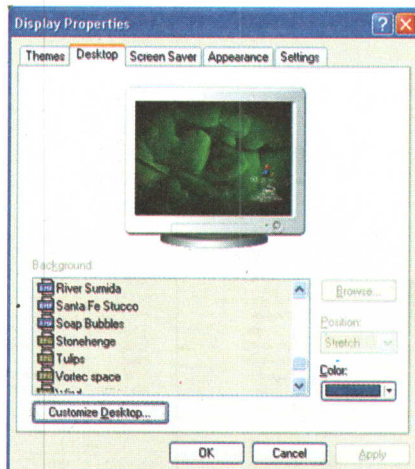 Display Properties
Themes Desktop Screen Saver Appearance Settings
Background
River Sumida
Santa Fe Stucco
Soap Bubbles
Stonehenge
Tulips
Vortec space
Wind
Browse...
Position:
Stretch
Color:
Customize Desktop...
OK Cancel Apply